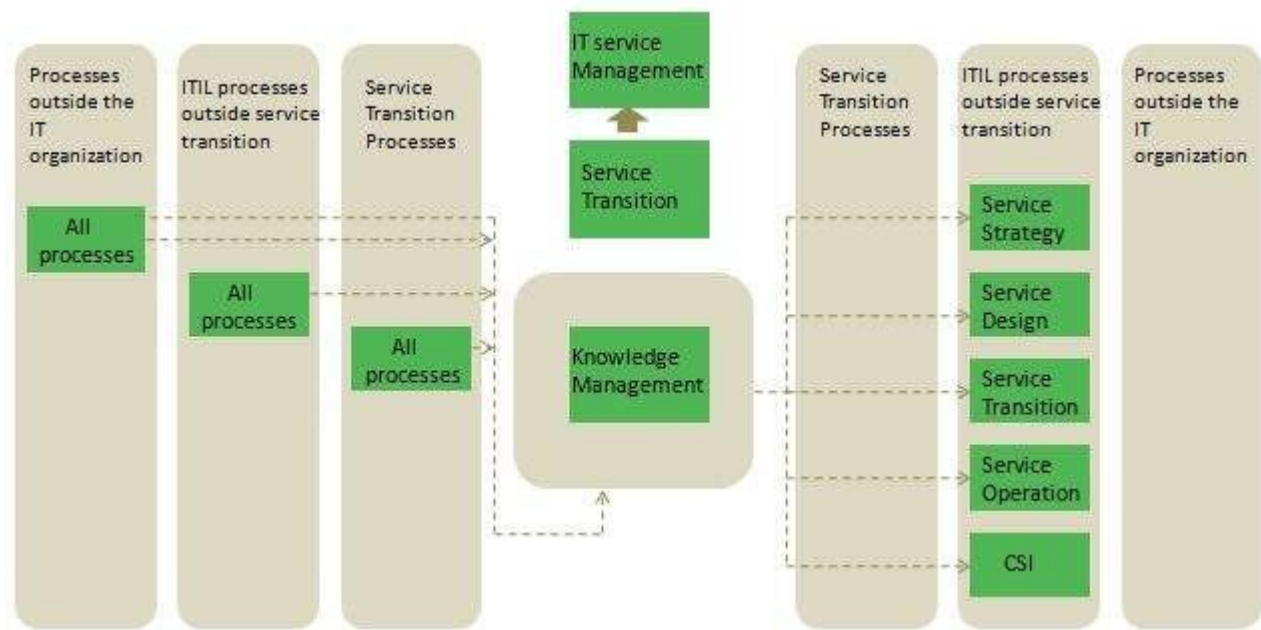 Processes
outside the
IT
organization
All
processes
ITIL processes
outside service
transition
All
processes
Service
Transition
Processes
All
processes
IT service
Management
Service
Transition
Knowledge
Management
Service
Transition
Processes
ITIL processes
outside service
transition
Service
Strategy
Service
Design
Service
Transition
Service
Operation
CSI
Processes
outside the
IT
organization